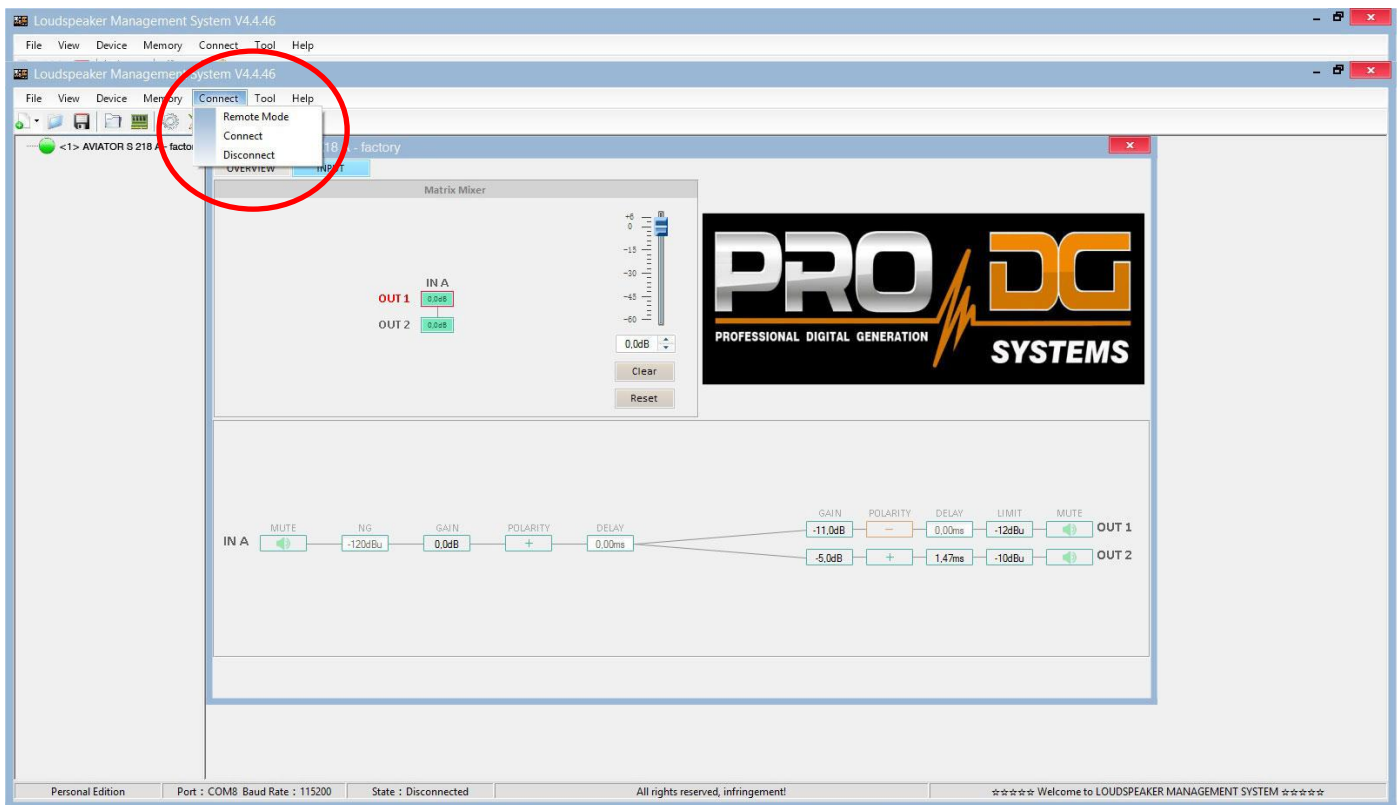 Loudspeaker Management System V4.4.46
File View Device Memory Connect Tool Help
Loudspeaker Management System V4.4.46
File View Device Memory Connect Tool Help
Remote Mode
Connect
Disconnect
<1> AVIATOR S 218 A - facto
18 A - factory
OVERVIEW INPUT
Matrix Mixer
+6
0
-15
-30
-45
-60
IN A
OUT 1 0,0dB
OUT 2 0,0dB
0,0dB
Clear
Reset
PRO DG
PROFESSIONAL DIGITAL GENERATION
SYSTEMS
GAIN POLARITY DELAY LIMIT MUTE
-11,0dB - 0,00ms -12dBu OUT 1
MUTE NG GAIN POLARITY DELAY
IN A -120dBu 0,0dB + 0,00ms
-5,0dB + 1,47ms -10dBu OUT 2
Personal Edition Port : COM8 Baud Rate : 115200 State : Disconnected All rights reserved, infringement! ☆☆☆☆☆ Welcome to LOUDSPEAKER MANAGEMENT SYSTEM ☆☆☆☆☆